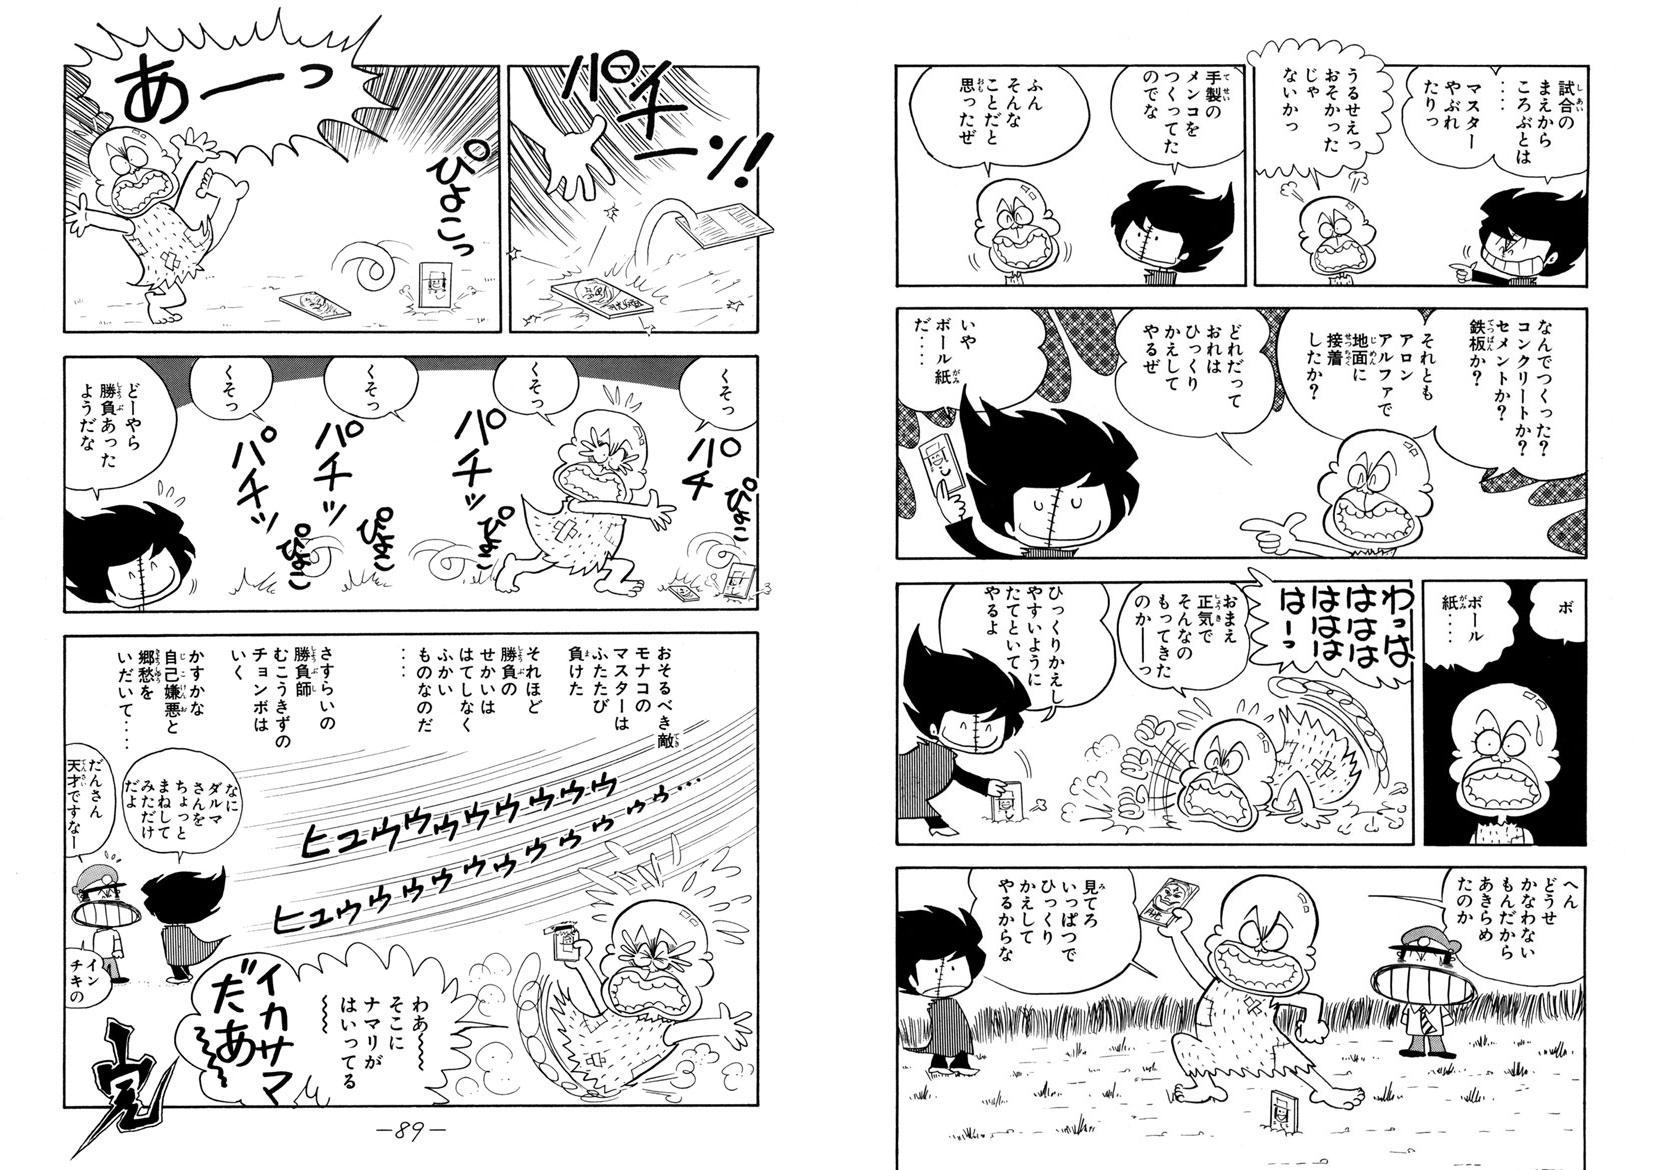 試合の
まえから
ころぶとは
‥‥
マスター
やぶれ
たりっ
うるせえっ
おそかった
じゃ
ないかっ
手製の
メンコを
つくってた
のでな
ふん
そんな
ことだと
思ったぜ
なんでつくった?
コンクリートか?
セメントか?
鉄板か?
それとも
アロン
アルファで
地面に
接着
したか?
どれだって
おれは
ひっくり
かえして
やるぜ
いや
ボール紙
だ‥‥
ボ
ボール
紙‥‥
わっは
ははは
ははは
はーっ
おまえ
正気で
そんなの
もってきた
のかーっ
ひっくりかえし
やすいように
たてといて
やるよ
へん
どうせ
かなわない
もんだから
あきらめ
たのか
見てろ
いっぱつで
ひっくり
かえして
やるからな
パチーン!
あーっ
ぴょこっ
くそっ
パチ
ぴょこ
くそっ
パチッ
ぴょこ
くそっ
パチッ
ぴょこ
くそっ
パチッ
ぴょこ
どーやら
勝負あった
ようだな
おそるべき敵
モナコの
マスターは
ふたたび
負けた
それほど
勝負の
せかいは
はてしなく
ふかい
ものなのだ
‥‥
さすらいの
勝負師
むこうきずの
チョンボは
いく
かすかな
自己嫌悪と
郷愁を
いだいて‥‥
ヒュウウウウウウウウ
ヒュウウウウウウウウウゥゥ…
なに
ダルマ
さんを
ちょっと
まねして
みただけ
だよ
だんさん
天才ですなー
わあ〜〜
そこに
ナマリが
はいってる
〜〜
イカサマ
だあ〜〜
イン
チキの
完
—89—